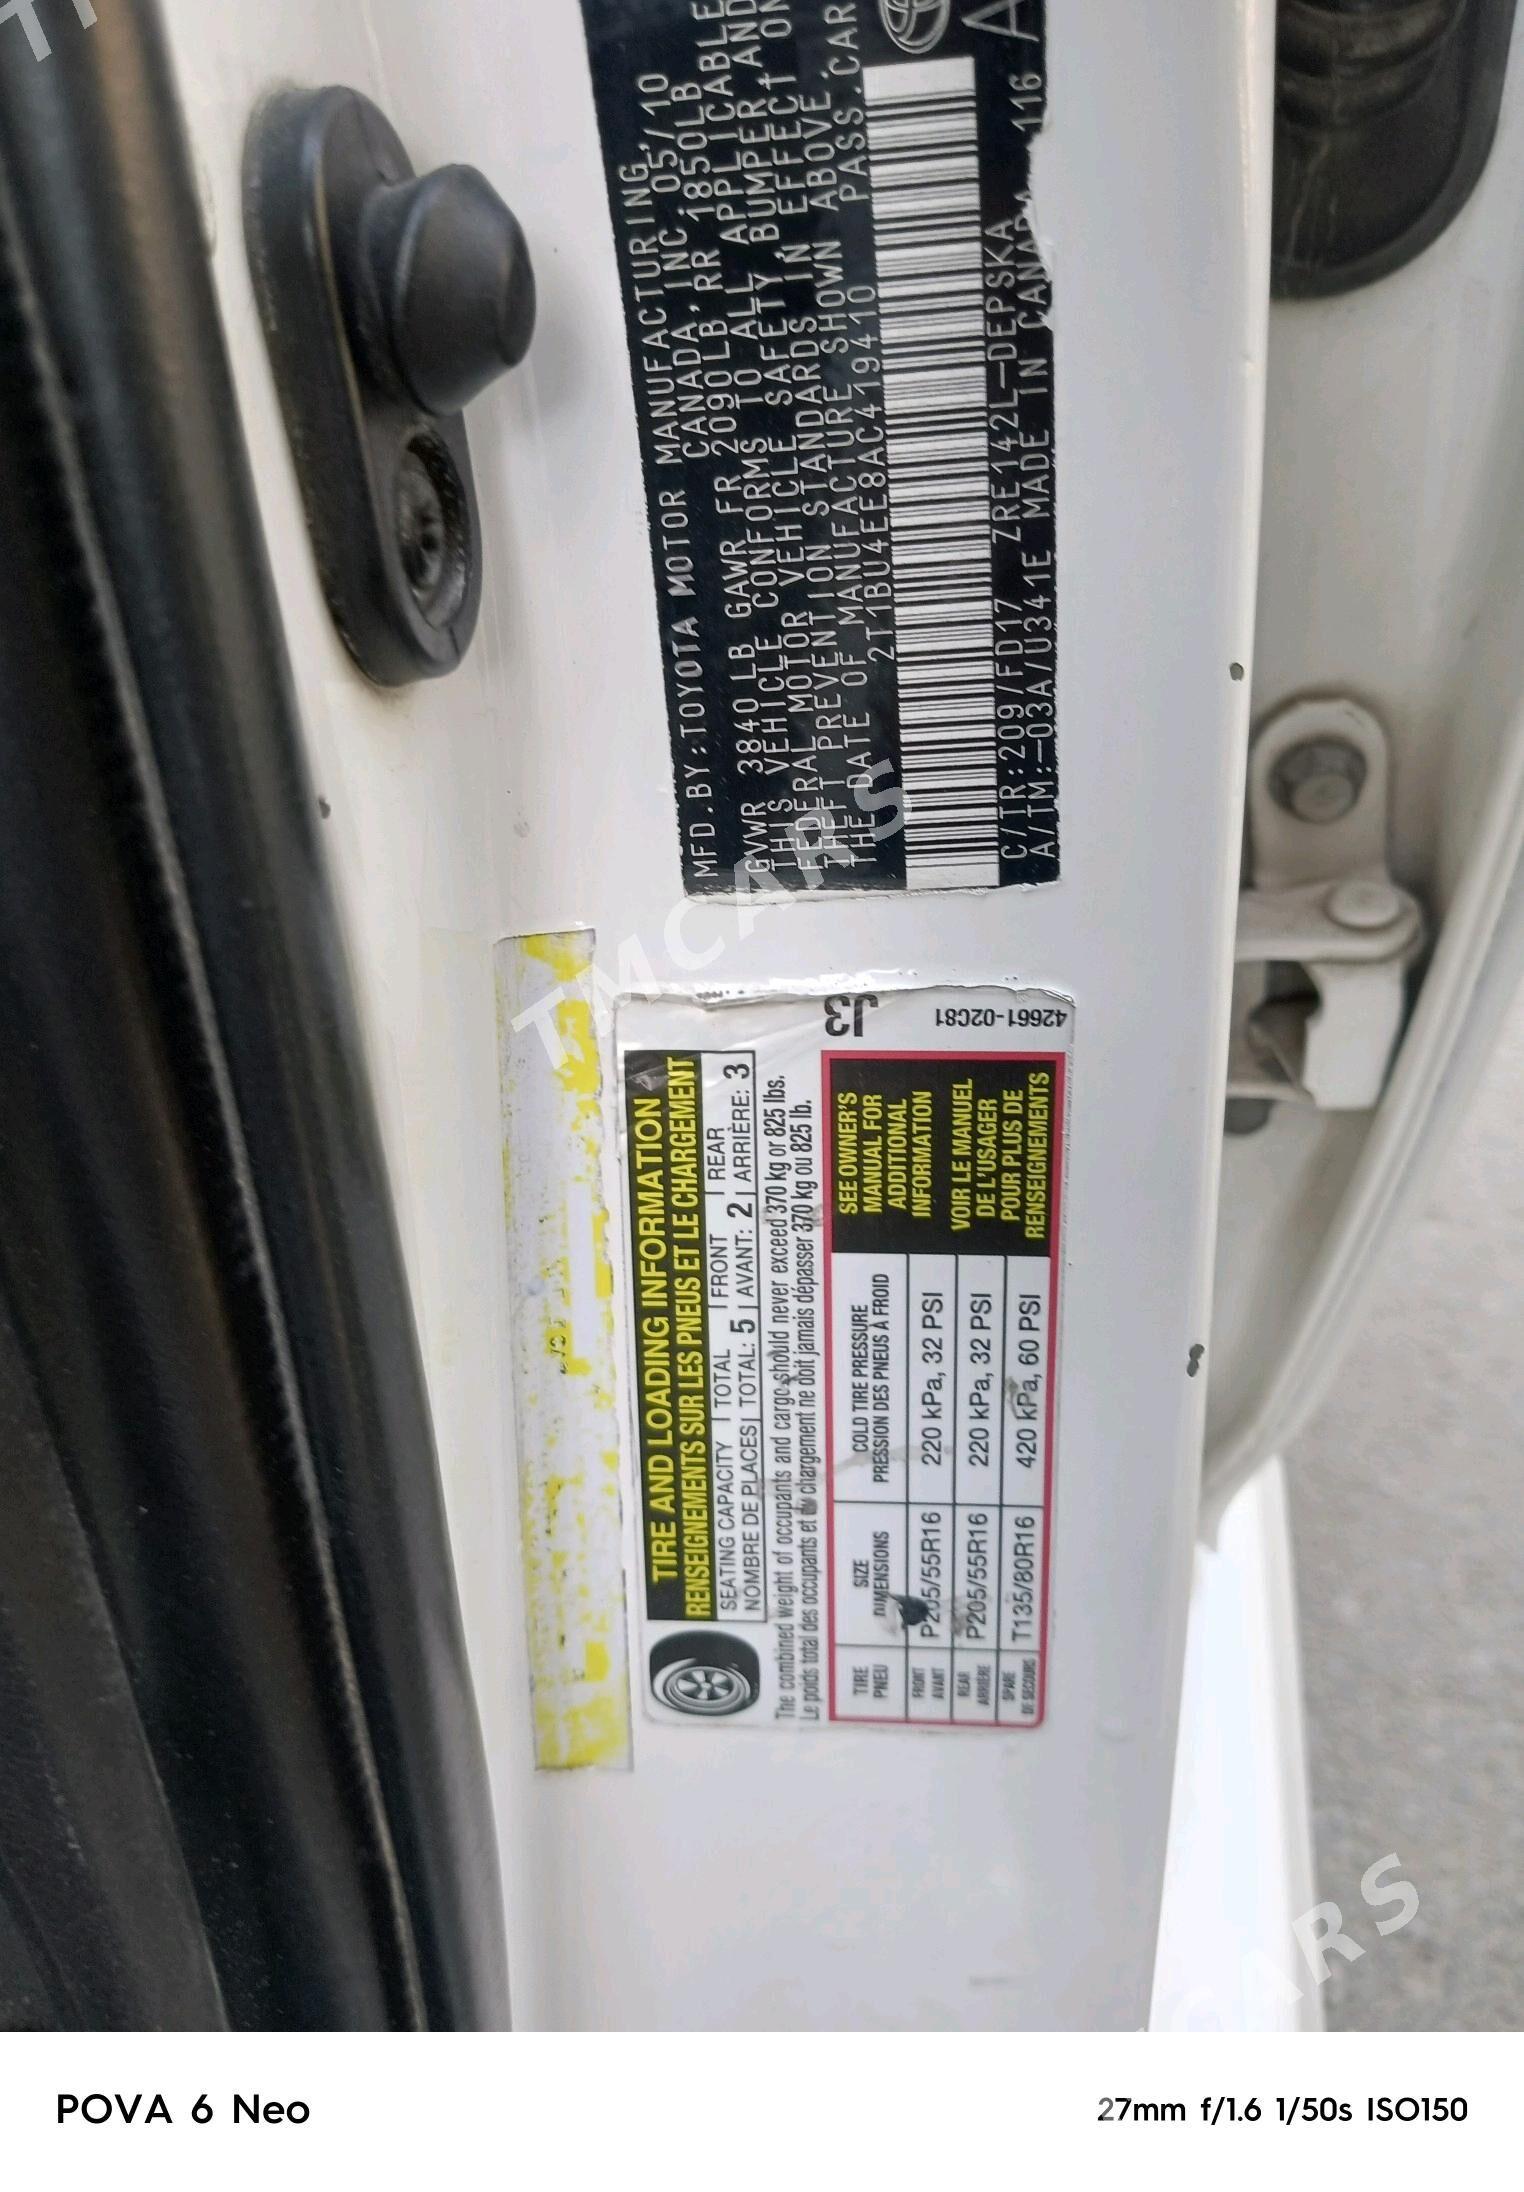 MFD.BY:TOYOTA MOTOR MANUFACTURING,
CANADA, INC. 05/10
GVWR 3840 LB GAWR FR 2090LB, RR 1850LB
THIS VEHICLE CONFORMS TO ALL APPLICABLE
FEDERAL MOTOR VEHICLE SAFETY, BUMPER, AND
THEFT PREVENTION STANDARDS IN EFFECT ON
THE DATE OF MANUFACTURE SHOWN ABOVE.
2T1BU4EE8AC419410 PASS.CAR
C/TR:209/FD17 ZRE142L-DEPSKA
A/TM:-03A/U341E MADE IN CANADA 116 A
TIRE AND LOADING INFORMATION
RENSEIGNEMENTS SUR LES PNEUS ET LE CHARGEMENT
SEATING CAPACITY TOTAL FRONT REAR
NOMBRE DE PLACES TOTAL: 5 AVANT: 2 ARRIÈRE: 3
The combined weight of occupants and cargo should never exceed 370 kg or 825 lbs.
Le poids total des occupants et du chargement ne doit jamais dépasser 370 kg ou 825 lb.
TIRE SIZE COLD TIRE PRESSURE
PNEU DIMENSIONS PRESSION DES PNEUS À FROID
FRONT
AVANT P205/55R16 220 kPa, 32 PSI
REAR
ARRIÈRE P205/55R16 220 kPa, 32 PSI
SPARE
DE SECOURS T135/80R16 420 kPa, 60 PSI
SEE OWNER'S
MANUAL FOR
ADDITIONAL
INFORMATION
VOIR LE MANUEL
DE L'USAGER
POUR PLUS DE
RENSEIGNEMENTS
J3
42661-02C81
TMCARS
CARS
POVA 6 Neo
27mm f/1.6 1/50s ISO150